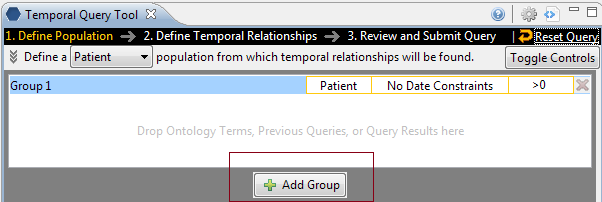 Temporal Query Tool
1. Define Population → 2. Define Temporal Relationships → 3. Review and Submit Query | Reset Query
Define a Patient population from which temporal relationships will be found. Toggle Controls
Group 1 Patient No Date Constraints >0
Drop Ontology Terms, Previous Queries, or Query Results here
Add Group